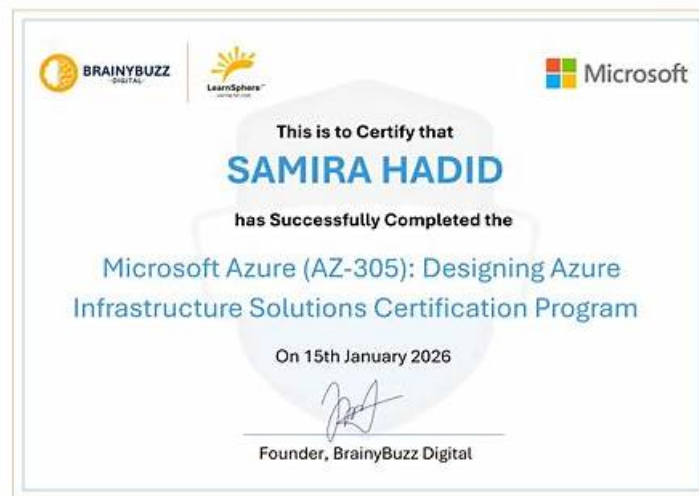 BRAINYBUZZ
-DIGITAL-
LearnSphere™
Microsoft
This is to Certify that
SAMIRA HADID
has Successfully Completed the
Microsoft Azure (AZ-305): Designing Azure
Infrastructure Solutions Certification Program
On 15th January 2026
Founder, BrainyBuzz Digital